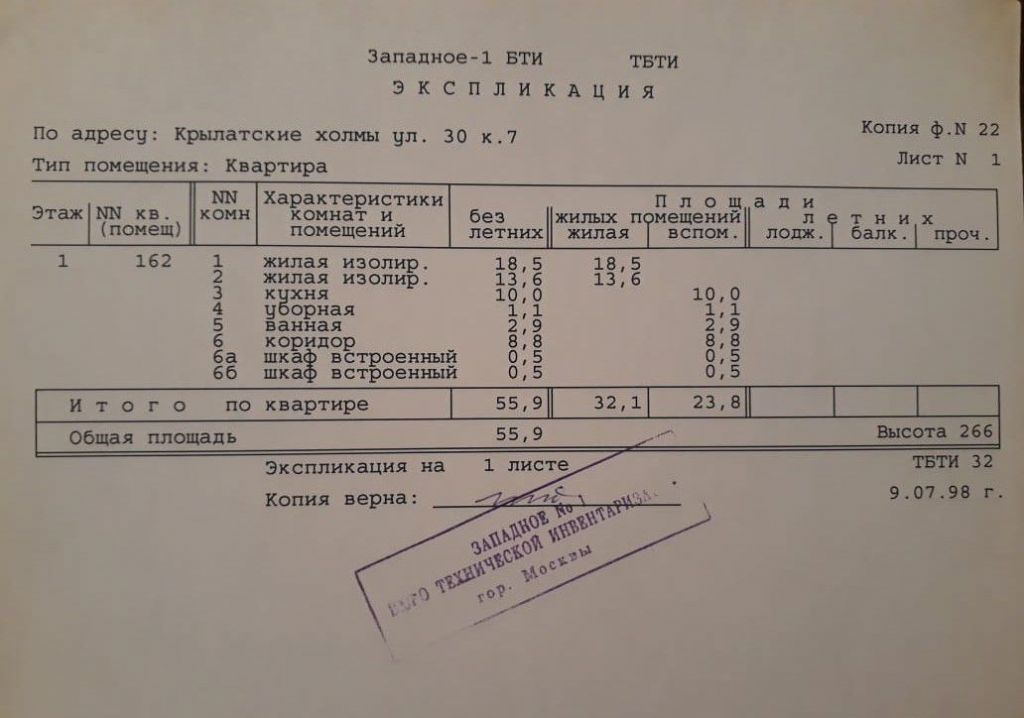 Западное-1 БТИ ТБТИ
ЭКСПЛИКАЦИЯ
По адресу: Крылатские холмы ул. 30 к.7
Копия ф.N 22
Тип помещения: Квартира
Лист N 1
Этаж NN кв. (помещ) NN комн Характеристики комнат и помещений Площади
без летних жилых помещений летних
жилая вспом. лодж. балк. проч.
1 162 1 жилая изолир. 18,5 18,5
2 жилая изолир. 13,6 13,6
3 кухня 10,0 10,0
4 уборная 1,1 1,1
5 ванная 2,9 2,9
6 коридор 8,8 8,8
6а шкаф встроенный 0,5 0,5
6б шкаф встроенный 0,5 0,5
Итого по квартире 55,9 32,1 23,8
Общая площадь 55,9 Высота 266
Экспликация на 1 листе ТБТИ 32
Копия верна: 9.07.98 г.
ЗАПАДНОЕ №
БЮРО ТЕХНИЧЕСКОЙ ИНВЕНТАРИЗА
гор. Москвы